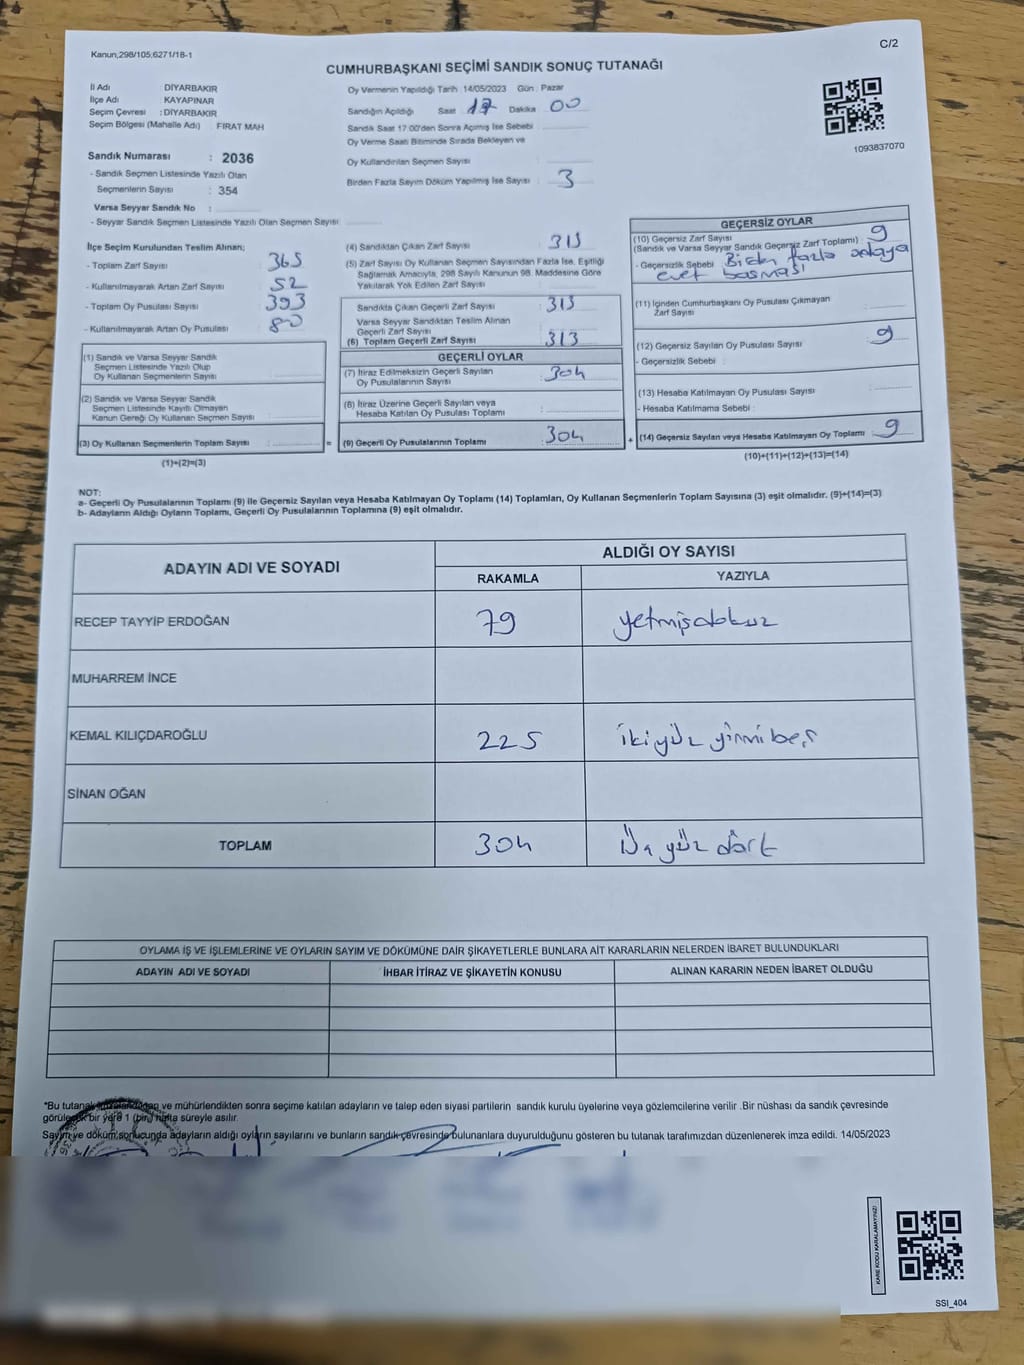 Kanun,298/105;6271/18-1
C/2
CUMHURBAŞKANI SEÇİMİ SANDIK SONUÇ TUTANAĞI
İl Adı DİYARBAKIR
İlçe Adı KAYAPINAR
Seçim Çevresi : DİYARBAKIR
Seçim Bölgesi (Mahalle Adı) : FIRAT MAH
Sandık Numarası : 2036
- Sandık Seçmen Listesinde Yazılı Olan
Seçmenlerin Sayısı : 354
Varsa Seyyar Sandık No :
- Seyyar Sandık Seçmen Listesinde Yazılı Olan Seçmen Sayısı
Oy Vermenin Yapıldığı Tarih 14/05/2023 Gün : Pazar
Sandığın Açıldığı Saat 17 Dakika 00
Sandık Saat 17:00'den Sonra Açımış İse Sebebi
Oy Verme Saati Bitiminde Sırada Bekleyen ve
Oy Kullandırılan Seçmen Sayısı
Birden Fazla Sayım Döküm Yapılmış İse Sayısı : 3
1093837070
İlçe Seçim Kurulundan Teslim Alınan;
- Toplam Zarf Sayısı : 365
- Kullanılmayarak Artan Zarf Sayısı : 52
- Toplam Oy Pusulası Sayısı : 393
- Kullanılmayarak Artan Oy Pusulası : 80
(1) Sandık ve Varsa Seyyar Sandık
Seçmen Listesinde Yazılı Olup
Oy Kullanan Seçmenlerin Sayısı
(2) Sandık ve Varsa Seyyar Sandık
Seçmen Listesinde Kayıtlı Olmayan
Kanun Gereği Oy Kullanan Seçmen Sayısı
(3) Oy Kullanan Seçmenlerin Toplam Sayısı : =
(1)+(2)=(3)
(4) Sandıktan Çıkan Zarf Sayısı : 313
(5) Zarf Sayısı Oy Kullanan Seçmen Sayısından Fazla İse, Eşitliği
Sağlamak Amacıyla, 298 Sayılı Kanunun 98. Maddesine Göre
Yakılarak Yok Edilen Zarf Sayısı
Sandıkta Çıkan Geçerli Zarf Sayısı : 313
Varsa Seyyar Sandıktan Teslim Alınan
Geçerli Zarf Sayısı
(6) Toplam Geçerli Zarf Sayısı : 313
GEÇERLİ OYLAR
(7) İtiraz Edilmeksizin Geçerli Sayılan
Oy Pusulalarının Sayısı : 304
(8) İtiraz Üzerine Geçerli Sayılan veya
Hesaba Katılan Oy Pusulası Toplamı
(9) Geçerli Oy Pusulalarının Toplamı : 304 +
GEÇERSİZ OYLAR
(10) Geçersiz Zarf Sayısı
(Sandık ve Varsa Seyyar Sandık Geçersiz Zarf Toplamı) : 9
- Geçersizlik Sebebi Birden fazla adaya
evet basması
(11) İçinden Cumhurbaşkanı Oy Pusulası Çıkmayan
Zarf Sayısı
(12) Geçersiz Sayılan Oy Pusulası Sayısı : 9
- Geçersizlik Sebebi :
(13) Hesaba Katılmayan Oy Pusulası Sayısı
- Hesaba Katılmama Sebebi :
(14) Geçersiz Sayılan veya Hesaba Katılmayan Oy Toplamı : 9
(10)+(11)+(12)+(13)=(14)
NOT:
a- Geçerli Oy Pusulalarının Toplamı (9) ile Geçersiz Sayılan veya Hesaba Katılmayan Oy Toplamı (14) Toplamları, Oy Kullanan Seçmenlerin Toplam Sayısına (3) eşit olmalıdır. (9)+(14)=(3)
b- Adayların Aldığı Oyların Toplamı, Geçerli Oy Pusulalarının Toplamına (9) eşit olmalıdır.
ADAYIN ADI VE SOYADI
ALDIĞI OY SAYISI
RAKAMLA YAZIYLA
RECEP TAYYİP ERDOĞAN 79 yetmişdokuz
MUHARREM İNCE
KEMAL KILIÇDAROĞLU 225 ikiyüz yirmibeş
SİNAN OĞAN
TOPLAM 304 Üç yüz dört
OYLAMA İŞ VE İŞLEMLERİNE VE OYLARIN SAYIM VE DÖKÜMÜNE DAİR ŞİKAYETLERLE BUNLARA AİT KARARLARIN NELERDEN İBARET BULUNDUKLARI
ADAYIN ADI VE SOYADI İHBAR İTİRAZ VE ŞİKAYETİN KONUSU ALINAN KARARIN NEDEN İBARET OLDUĞU
*Bu tutanak ve mühürlendikten sonra seçime katılan adayların ve talep eden siyasi partilerin sandık kurulu üyelerine veya gözlemcilerine verilir .Bir nüshası da sandık çevresinde
görülecek bir yere 1 (bir) hafta süreyle asılır.
Sayım ve döküm sonucunda adayların aldığı oyların sayılarını ve bunların sandık çevresinde bulunanlara duyurulduğunu gösteren bu tutanak tarafımızdan düzenlenerek imza edildi. 14/05/2023
KARE KODU KARALAMAYINIZ!
SSİ_404